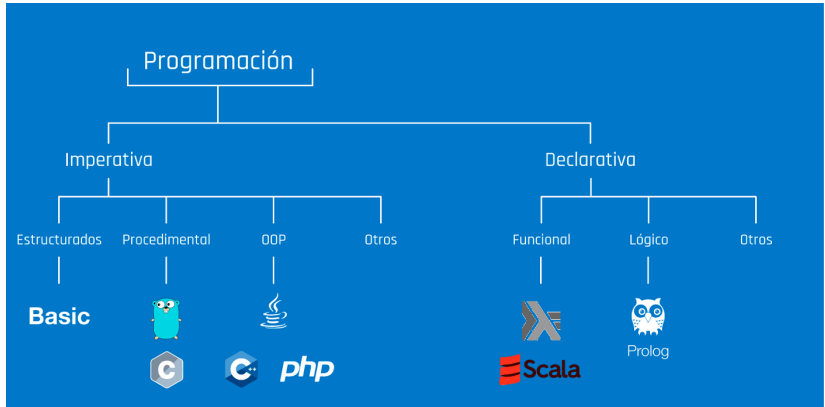 Programación
Imperativa
Declarativa
Estructurados
Procedimental
OOP
Otros
Funcional
Lógico
Otros
Basic
C
C++
php
Scala
Prolog